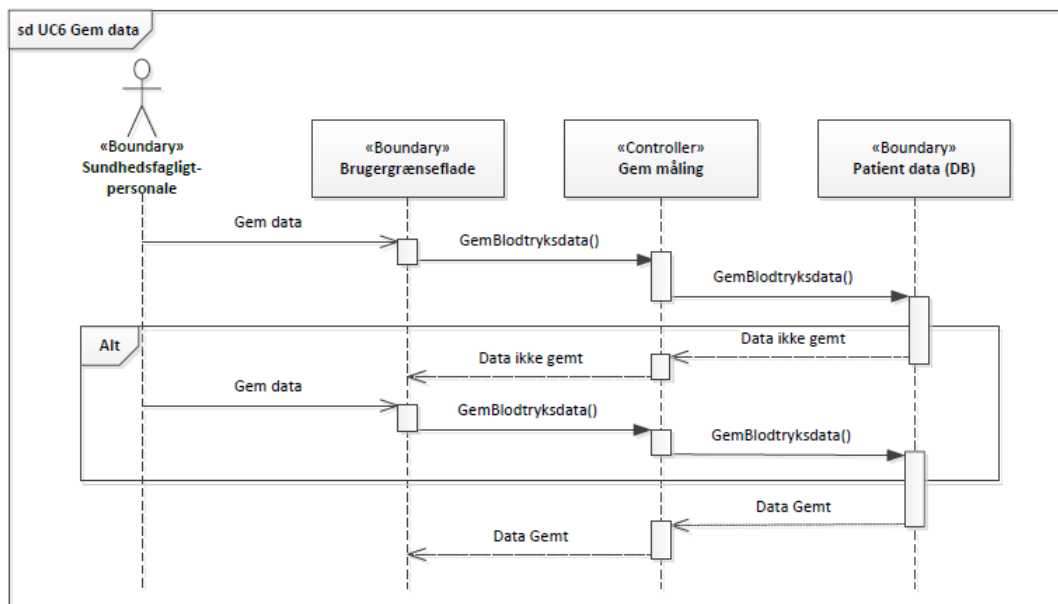 sd UC6 Gem data
«Boundary»
Sundhedsfagligt-
personale
«Boundary»
Brugergrænseflade
«Controller»
Gem måling
«Boundary»
Patient data (DB)
Gem data
GemBlodtryksdata()
GemBlodtryksdata()
Alt
Data ikke gemt
Data ikke gemt
Gem data
GemBlodtryksdata()
GemBlodtryksdata()
Data Gemt
Data Gemt